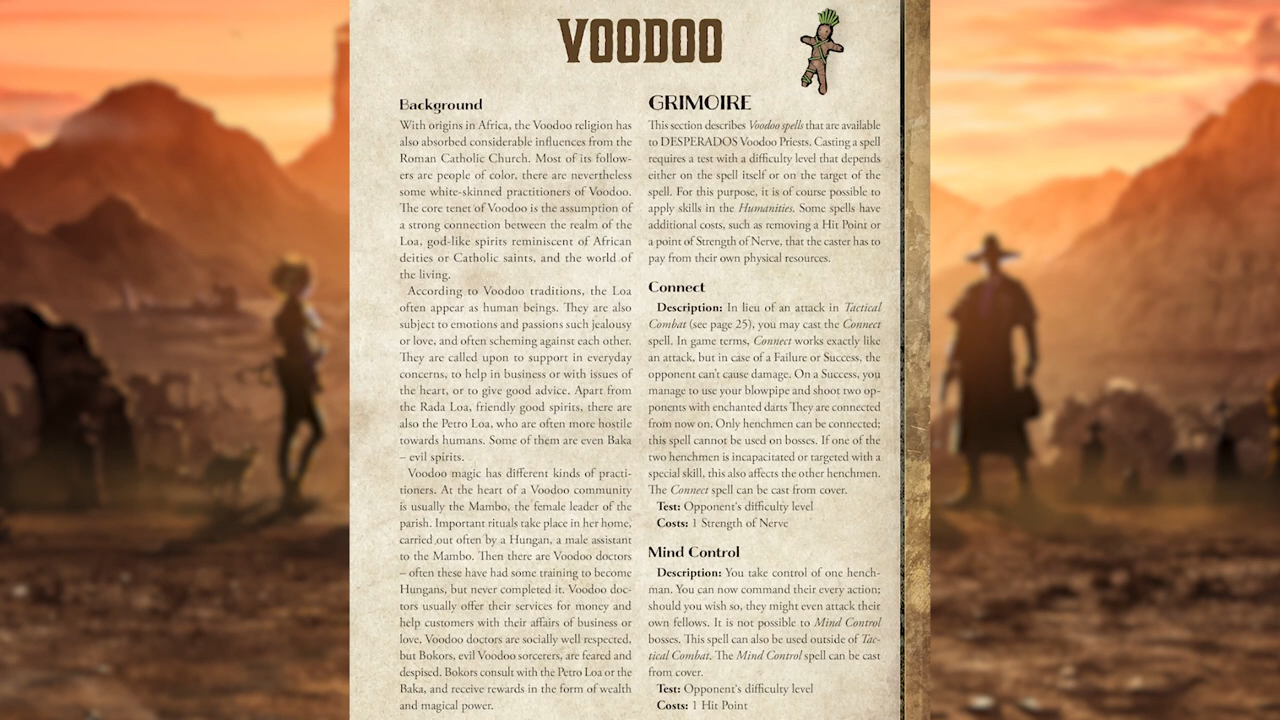 VOODOO
Background
With origins in Africa, the Voodoo religion has
also absorbed considerable influences from the
Roman Catholic Church. Most of its follow-
ers are people of color, there are nevertheless
some white-skinned practitioners of Voodoo.
The core tenet of Voodoo is the assumption of
a strong connection between the realm of the
Loa, god-like spirits reminiscent of African
deities or Catholic saints, and the world of
the living.
According to Voodoo traditions, the Loa
often appear as human beings. They are also
subject to emotions and passions such jealousy
or love, and often scheming against each other.
They are called upon to support in everyday
concerns, to help in business or with issues of
the heart, or to give good advice. Apart from
the Rada Loa, friendly good spirits, there are
also the Petro Loa, who are often more hostile
towards humans. Some of them are even Baka
– evil spirits.
Voodoo magic has different kinds of practi-
tioners. At the heart of a Voodoo community
is usually the Mambo, the female leader of the
parish. Important rituals take place in her home,
carried out often by a Hungan, a male assistant
to the Mambo. Then there are Voodoo doctors
– often these have had some training to become
Hungans, but never completed it. Voodoo doc-
tors usually offer their services for money and
help customers with their affairs of business or
love. Voodoo doctors are socially well respected,
but Bokors, evil Voodoo sorcerers, are feared and
despised. Bokors consult with the Petro Loa or the
Baka, and receive rewards in the form of wealth
and magical power.
GRIMOIRE
This section describes Voodoo spells that are available
to DESPERADOS Voodoo Priests. Casting a spell
requires a test with a difficulty level that depends
either on the spell itself or on the target of the
spell. For this purpose, it is of course possible to
apply skills in the Humanities. Some spells have
additional costs, such as removing a Hit Point or
a point of Strength of Nerve, that the caster has to
pay from their own physical resources.
Connect
Description: In lieu of an attack in Tactical
Combat (see page 25), you may cast the Connect
spell. In game terms, Connect works exactly like
an attack, but in case of a Failure or Success, the
opponent can't cause damage. On a Success, you
manage to use your blowpipe and shoot two op-
ponents with enchanted darts They are connected
from now on. Only henchmen can be connected;
this spell cannot be used on bosses. If one of the
two henchmen is incapacitated or targeted with a
special skill, this also affects the other henchmen.
The Connect spell can be cast from cover.
Test: Opponent's difficulty level
Costs: 1 Strength of Nerve
Mind Control
Description: You take control of one hench-
man. You can now command their every action;
should you wish so, they might even attack their
own fellows. It is not possible to Mind Control
bosses. This spell can also be used outside of Tac-
tical Combat. The Mind Control spell can be cast
from cover.
Test: Opponent's difficulty level
Costs: 1 Hit Point